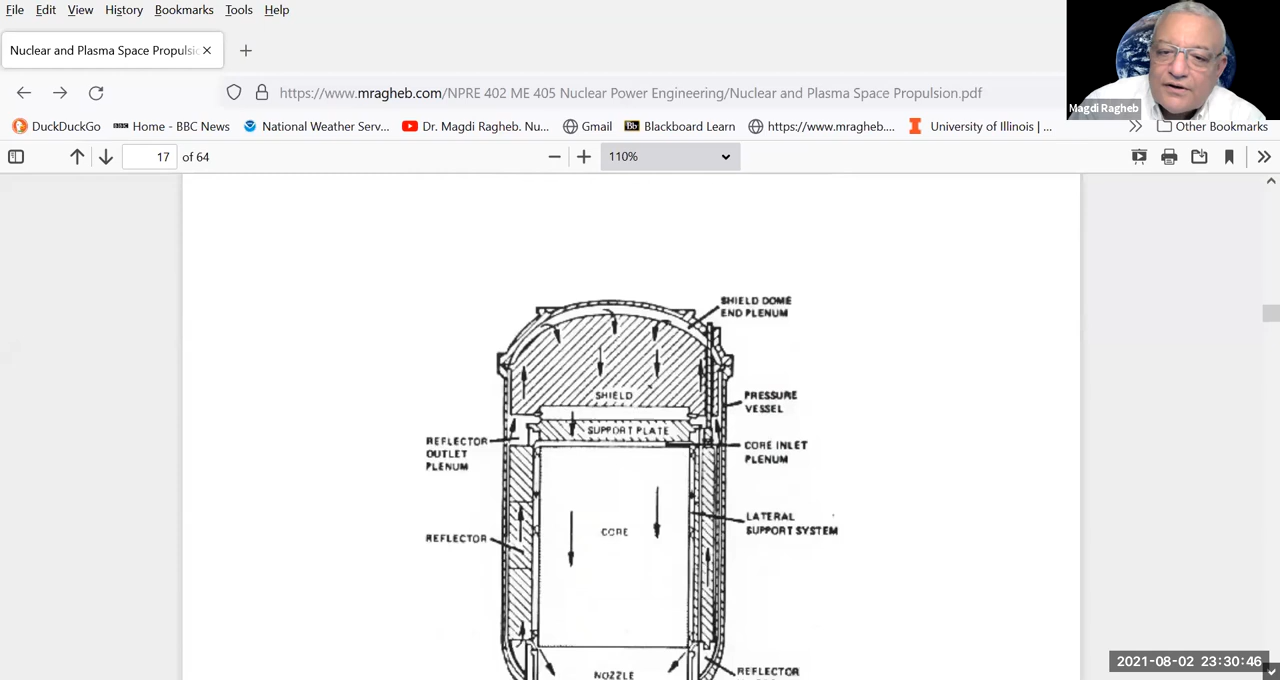 File Edit View History Bookmarks Tools Help
Nuclear and Plasma Space Propulsi
https://www.mragheb.com/NPRE 402 ME 405 Nuclear Power Engineering/Nuclear and Plasma Space Propulsion.pdf
Magdi Ragheb
DuckDuckGo BBC Home - BBC News National Weather Serv... Dr. Magdi Ragheb. Nu... Gmail Bb Blackboard Learn https://www.mragheb.... University of Illinois | ... Other Bookmarks
17 of 64 110%
SHIELD DOME
END PLENUM
SHIELD
PRESSURE
VESSEL
SUPPORT PLATE
REFLECTOR
OUTLET
PLENUM
CORE INLET
PLENUM
LATERAL
SUPPORT SYSTEM
CORE
REFLECTOR
NOZZLE
REFLECTOR
2021-08-02 23:30:46